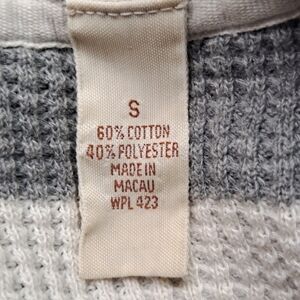 S
60% COTTON
40% POLYESTER
MADE IN
MACAU
WPL 423